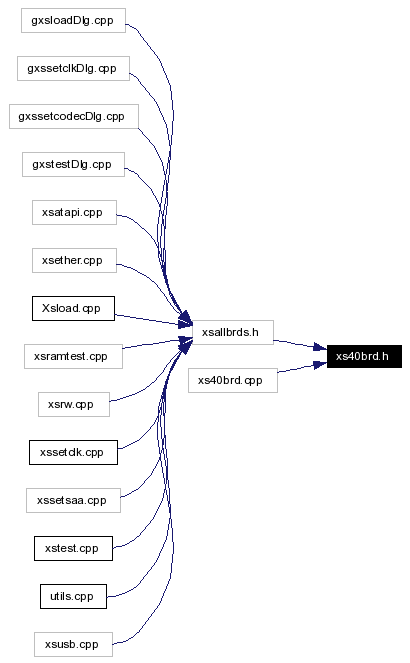 gxsloadDlg.cpp
gxssetclkDlg.cpp
gxssetcodecDlg.cpp
gxstestDlg.cpp
xsatapi.cpp
xsether.cpp
Xsload.cpp
xsallbrds.h
xsramtest.cpp
xs40brd.h
xs40brd.cpp
xsrw.cpp
xssetclk.cpp
xssetsaa.cpp
xstest.cpp
utils.cpp
xsusb.cpp